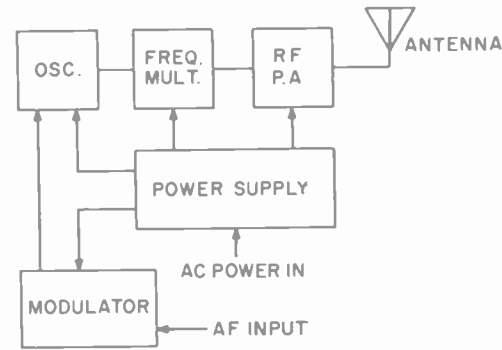 OSC.
FREQ.
MULT.
RF
P.A
ANTENNA
POWER SUPPLY
AC POWER IN
MODULATOR
AF INPUT